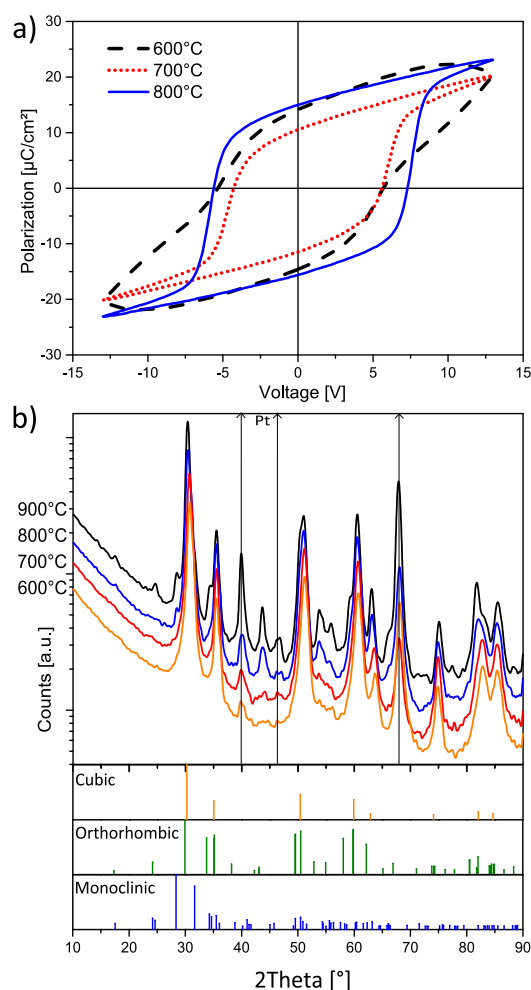 a)
600°C
700°C
800°C
Polarization [µC/cm²]
30
20
10
0
-10
-20
-30
-15 -10 -5 0 5 10 15
Voltage [V]
b)
Pt
900°C
800°C
700°C
600°C
Counts [a.u.]
Cubic
Orthorhombic
Monoclinic
10 20 30 40 50 60 70 80 90
2Theta [°]